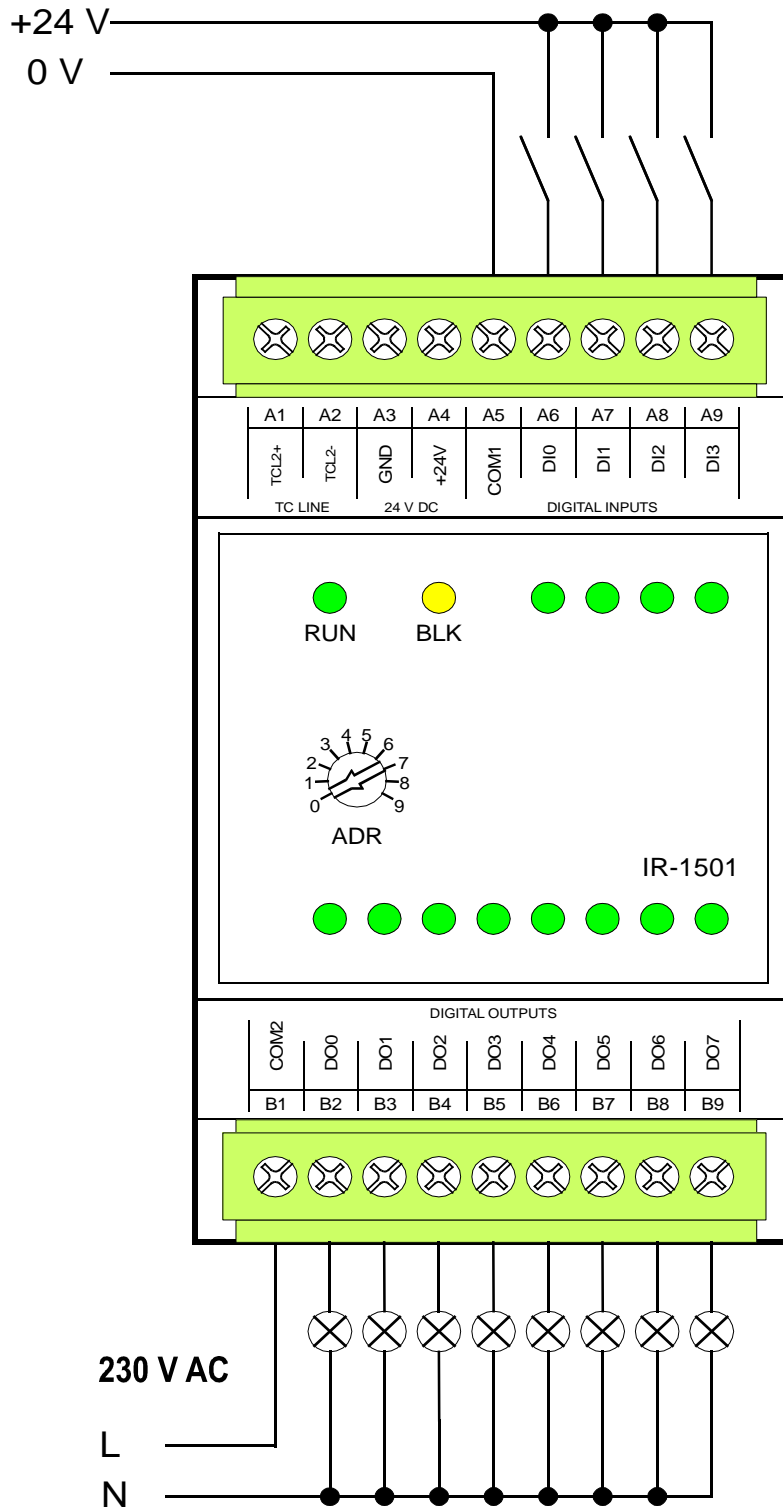 +24 V
0 V
A1 A2 A3 A4 A5 A6 A7 A8 A9
TCL2+ TCL2- GND +24V COM1 DI0 DI1 DI2 DI3
TC LINE 24 V DC DIGITAL INPUTS
RUN BLK
0 1 2 3 4 5 6 7 8 9
ADR
IR-1501
DIGITAL OUTPUTS
COM2 DO0 DO1 DO2 DO3 DO4 DO5 DO6 DO7
B1 B2 B3 B4 B5 B6 B7 B8 B9
230 V AC
L
N